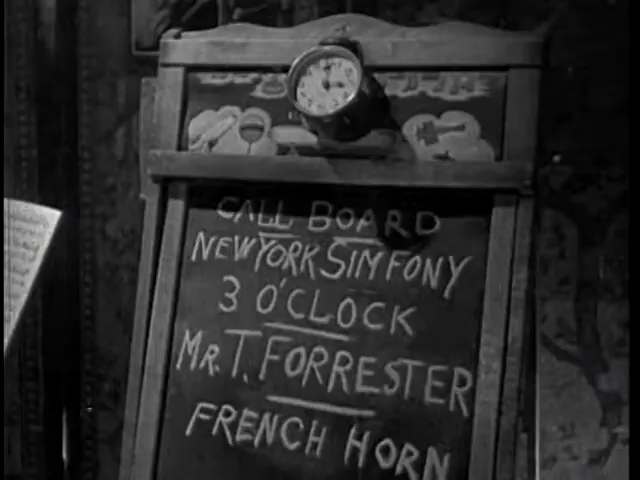 CALL BOARD
NEW YORK SIMFONY
3 O'CLOCK
MR. T. FORRESTER
FRENCH HORN